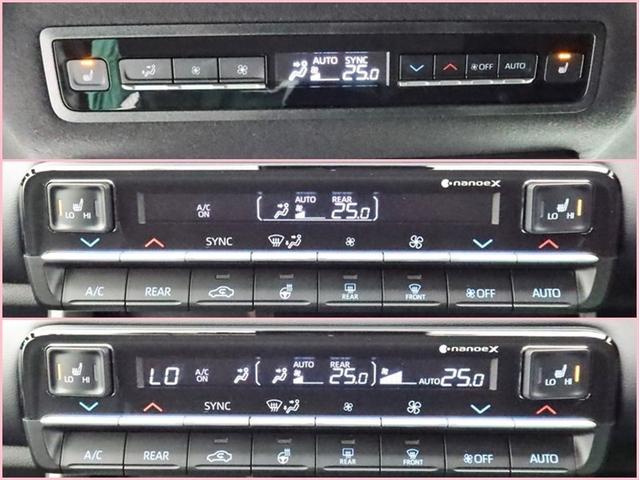 AUTO SYNC
25.0
OFF AUTO
nanoeX
LO HI
A/C
ON
AUTO REAR
25.0
LO HI
SYNC
A/C REAR REAR FRONT OFF AUTO
nanoeX
LO HI
LO
A/C
ON
AUTO REAR
25.0
AUTO 25.0
LO HI
SYNC
A/C REAR REAR FRONT OFF AUTO